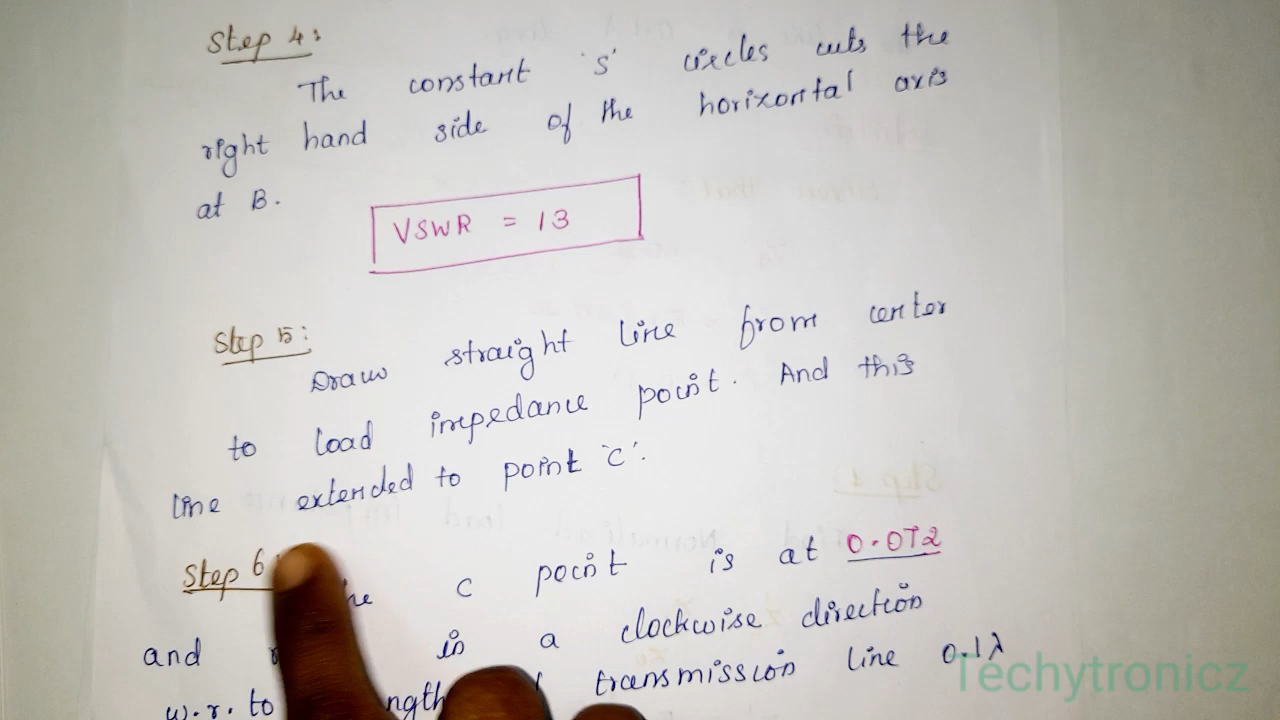 Step 4:
The constant 's' circles cuts the
right hand side of the horizontal axis
at B.
VSWR = 13
Step 5:
Draw straight line from center
to load impedance point. And this
line extended to point 'C'.
Step 6
C point is at 0.072
and in a clockwise direction
w.r. to transmission line 0.1λ
Techytronicz